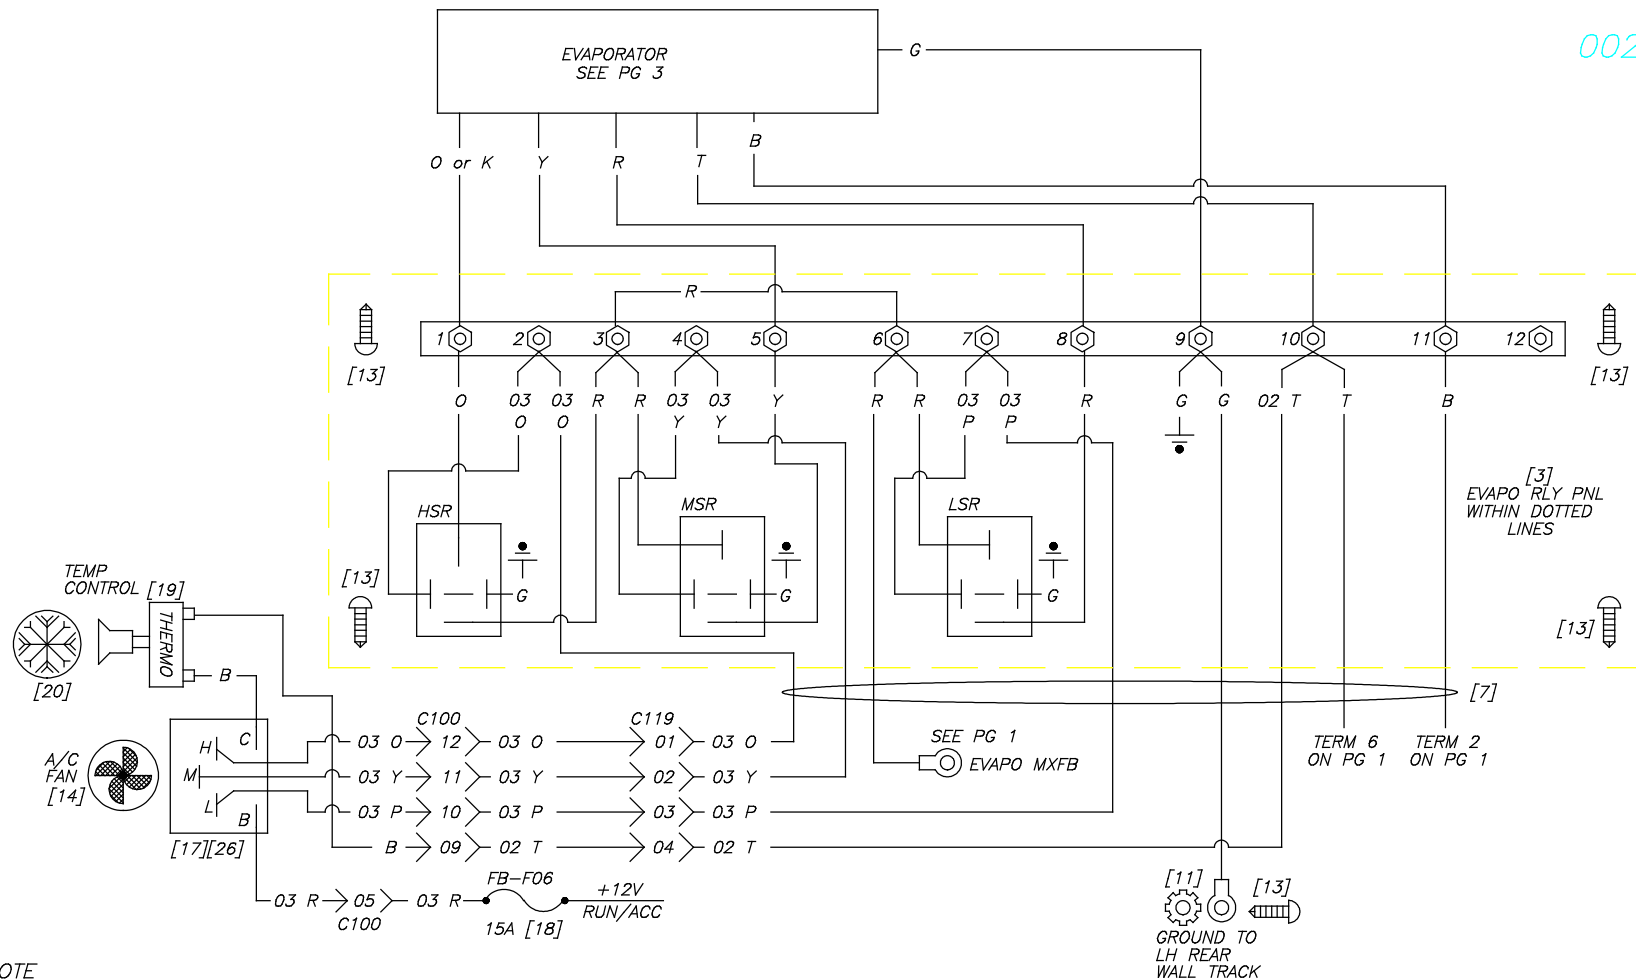 EVAPORATOR
SEE PG 3
G
002
B
O or K
Y
R
T
R
1
2
3
4
5
6
7
8
9
10
11
12
[13]
[13]
O
03
O
03
O
R
R
03
Y
03
Y
Y
R
R
03
P
03
P
R
G
G
02 T
T
B
[3]
EVAPO RLY PNL
WITHIN DOTTED
LINES
HSR
MSR
LSR
G
G
G
[13]
[13]
TEMP
CONTROL [19]
THERMO
[20]
B
[7]
A/C
FAN
[14]
H
M
L
C
B
[17][26]
C100
C119
03 O
12
03 O
01
03 O
03 Y
11
03 Y
02
03 Y
03 P
10
03 P
03
03 P
B
09
02 T
04
02 T
SEE PG 1
EVAPO MXFB
TERM 6
ON PG 1
TERM 2
ON PG 1
03 R
05
03 R
C100
FB-F06
15A [18]
+12V
RUN/ACC
[11]
[13]
GROUND TO
LH REAR
WALL TRACK
OTE